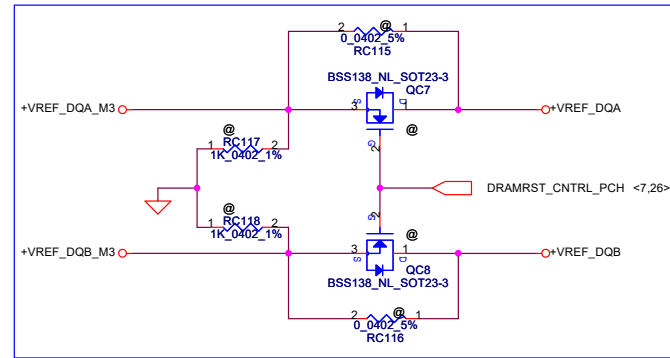 2 1
0_0402_5%
RC115
BSS138_NL_SOT23-3
QC7
+VREF_DQA_M3 3 S D 1 +VREF_DQA
@ @
RC117 G
1 2 2
1K_0402_1%
DRAMRST_CNTRL_PCH <7,26>
@
RC118 2
1 2 G
1K_0402_1% @
+VREF_DQB_M3 3 S D 1 +VREF_DQB
QC8
BSS138_NL_SOT23-3
@
2 1
0_0402_5%
RC116